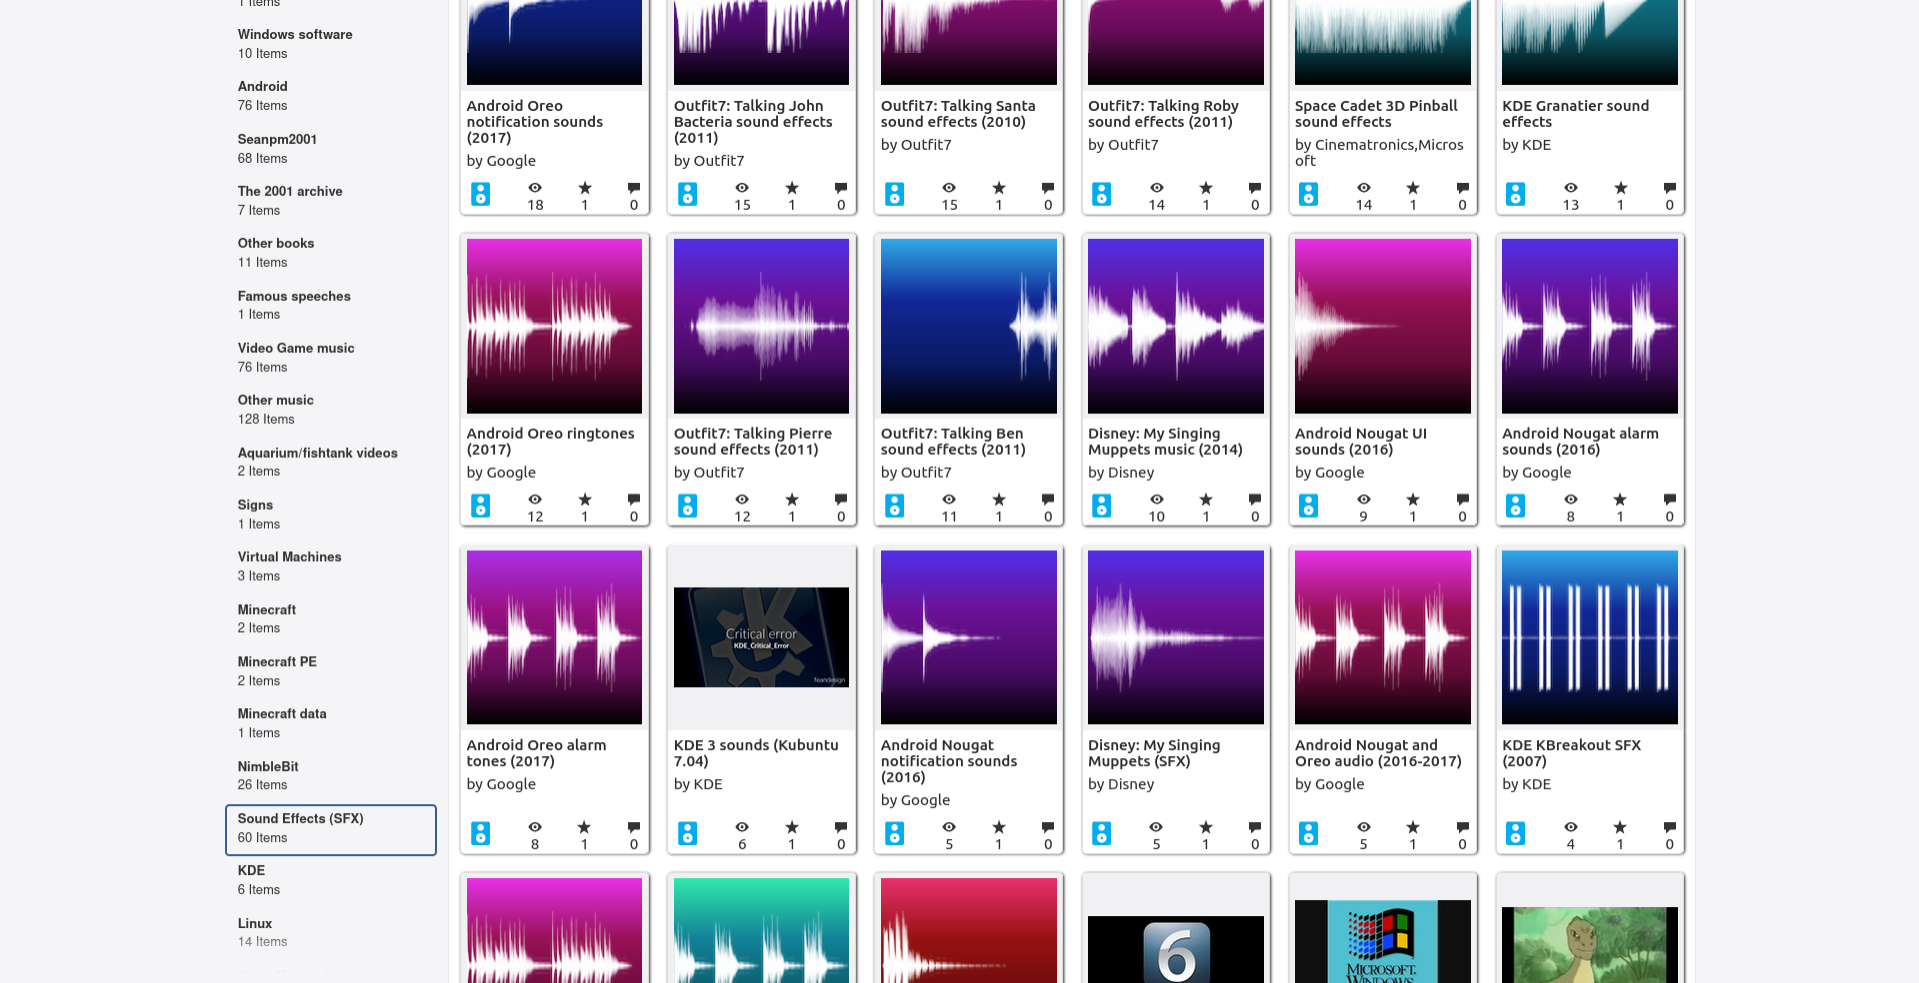 1 Items
Windows software
10 Items
Android
76 Items
Seanpm2001
68 Items
The 2001 archive
7 Items
Other books
11 Items
Famous speeches
1 Items
Video Game music
76 Items
Other music
128 Items
Aquarium/fishtank videos
2 Items
Signs
1 Items
Virtual Machines
3 Items
Minecraft
2 Items
Minecraft PE
2 Items
Minecraft data
1 Items
NimbleBit
26 Items
Sound Effects (SFX)
60 Items
KDE
6 Items
Linux
14 Items
Android Oreo
notification sounds
(2017)
by Google
18 1 0
Outfit7: Talking John
Bacteria sound effects
(2011)
by Outfit7
15 1 0
Outfit7: Talking Santa
sound effects (2010)
by Outfit7
15 1 0
Outfit7: Talking Roby
sound effects (2011)
by Outfit7
14 1 0
Space Cadet 3D Pinball
sound effects
by Cinematronics,Micros
oft
14 1 0
KDE Granatier sound
effects
by KDE
13 1 0
Android Oreo ringtones
(2017)
by Google
12 1 0
Outfit7: Talking Pierre
sound effects (2011)
by Outfit7
12 1 0
Outfit7: Talking Ben
sound effects (2011)
by Outfit7
11 1 0
Disney: My Singing
Muppets music (2014)
by Disney
10 1 0
Android Nougat UI
sounds (2016)
by Google
9 1 0
Android Nougat alarm
sounds (2016)
by Google
8 1 0
Android Oreo alarm
tones (2017)
by Google
8 1 0
Critical error
KDE_Critical_Error
feandesign
KDE 3 sounds (Kubuntu
7.04)
by KDE
6 1 0
Android Nougat
notification sounds
(2016)
by Google
5 1 0
Disney: My Singing
Muppets (SFX)
by Disney
5 1 0
Android Nougat and
Oreo audio (2016-2017)
by Google
5 1 0
KDE KBreakout SFX
(2007)
by KDE
4 1 0
6
MICROSOFT.
WINDOWS